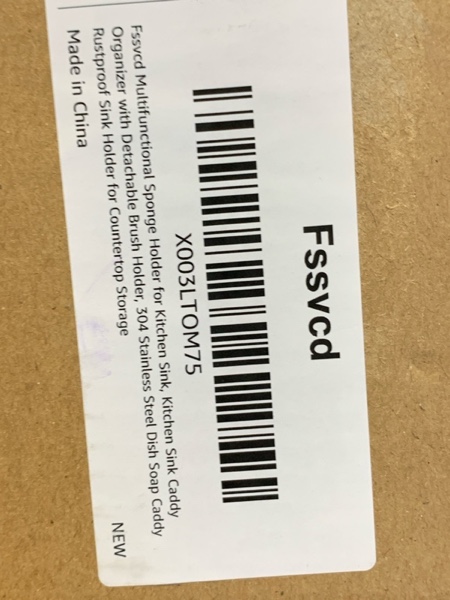 Fssvcd
X003LTOM75
Fssvcd Multifunctional Sponge Holder for Kitchen Sink, Kitchen Sink Caddy
Organizer with Detachable Brush Holder, 304 Stainless Steel Dish Soap Caddy
Rustproof Sink Holder for Countertop Storage
NEW
Made in China